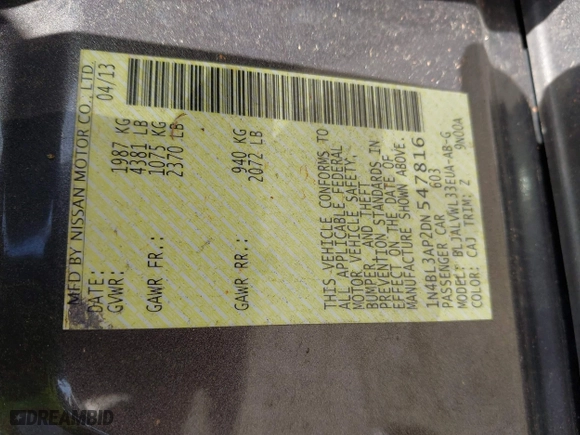 MFD BY NISSAN MOTOR CO., LTD.
DATE: 04/13
GVWR: 1987 KG
4381 LB
GAWR FR.: 1075 KG
2370 LB
GAWR RR.: 940 KG
2072 LB
THIS VEHICLE CONFORMS TO
ALL APPLICABLE FEDERAL
MOTOR VEHICLE SAFETY,
BUMPER, AND THEFT
PREVENTION STANDARDS IN
EFFECT ON THE DATE OF
MANUFACTURE SHOWN ABOVE.
1N4BL3AP2DN547816
PASSENGER CAR 603
MODEL: BLJALVWL33EUA-AB-G
COLOR: CAJ TRIM: Z 9N00A
DREAMBID